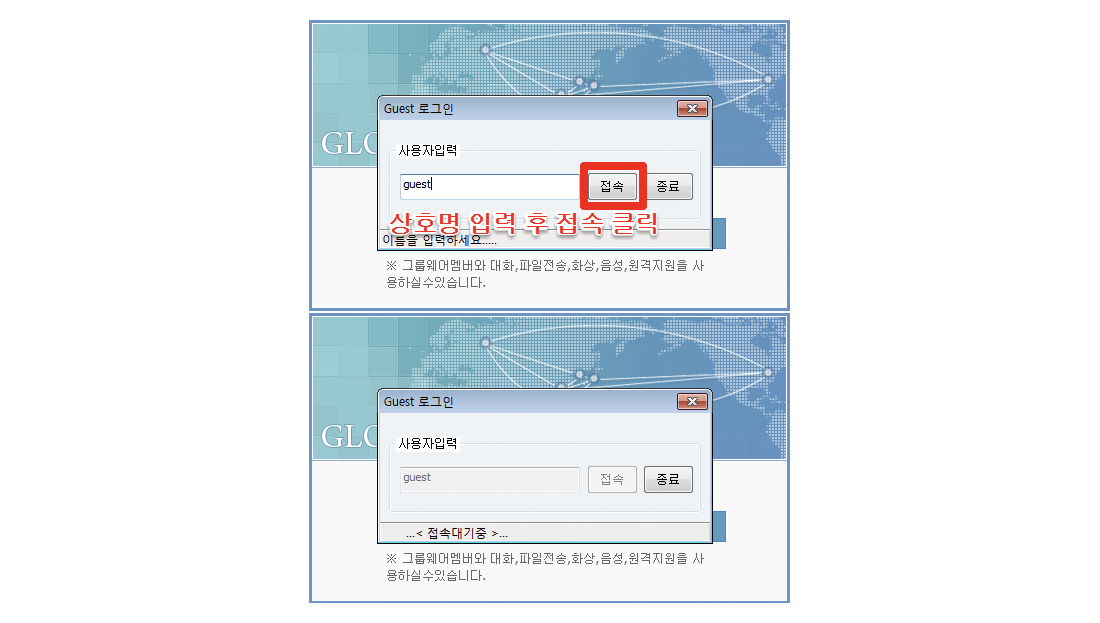 GLO
Guest 로그인
사용자입력
guest
접속
종료
상호명 입력 후 접속 클릭
이름을 입력하세요.....
※ 그룹웨어멤버와 대화,파일전송,화상,음성,원격지원을 사
용하실수있습니다.
GLO
Guest 로그인
사용자입력
guest
접속
종료
...< 접속대기중 >...
※ 그룹웨어멤버와 대화,파일전송,화상,음성,원격지원을 사
용하실수있습니다.